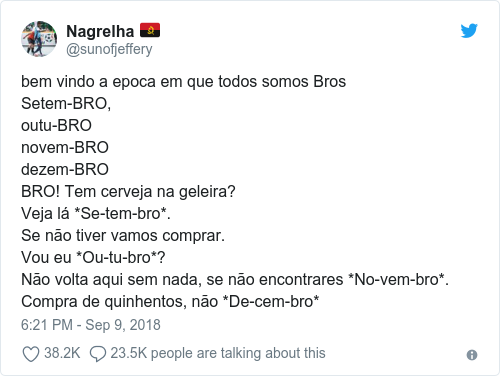 Nagrelha 🇦🇴
@sunofjeffery
bem vindo a epoca em que todos somos Bros
Setem-BRO,
outu-BRO
novem-BRO
dezem-BRO
BRO! Tem cerveja na geleira?
Veja lá *Se-tem-bro*.
Se não tiver vamos comprar.
Vou eu *Ou-tu-bro*?
Não volta aqui sem nada, se não encontrares *No-vem-bro*.
Compra de quinhentos, não *De-cem-bro*
6:21 PM - Sep 9, 2018
38.2K 23.5K people are talking about this